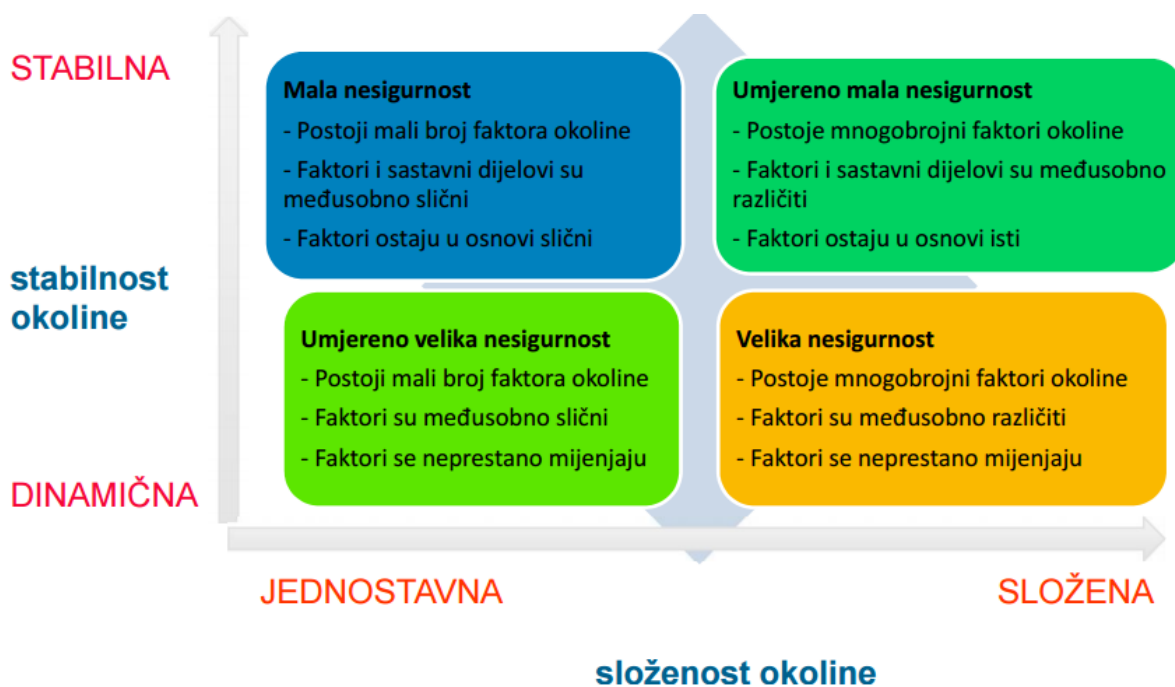 STABILNA
Mala nesigurnost
- Postoji mali broj faktora okoline
- Faktori i sastavni dijelovi su
međusobno slični
- Faktori ostaju u osnovi slični
Umjereno mala nesigurnost
- Postoje mnogobrojni faktori okoline
- Faktori i sastavni dijelovi su međusobno
različiti
- Faktori ostaju u osnovi isti
stabilnost
okoline
Umjereno velika nesigurnost
- Postoji mali broj faktora okoline
- Faktori su međusobno slični
- Faktori se neprestano mijenjaju
Velika nesigurnost
- Postoje mnogobrojni faktori okoline
- Faktori su međusobno različiti
- Faktori se neprestano mijenjaju
DINAMIČNA
JEDNOSTAVNA
SLOŽENA
složenost okoline